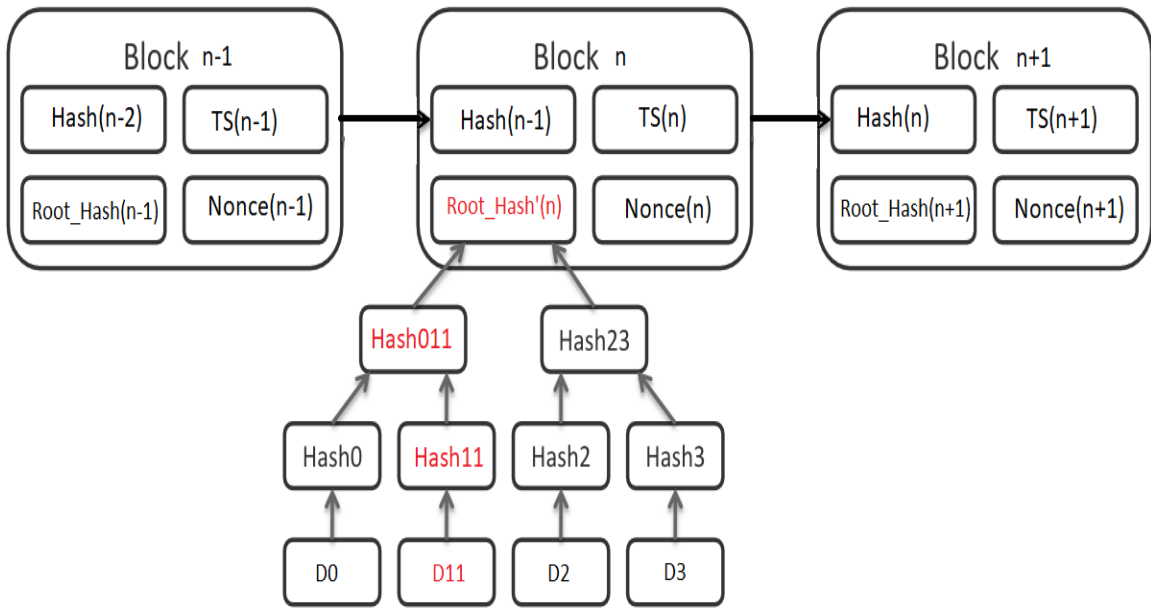 Block n-1
Hash(n-2)
TS(n-1)
Root_Hash(n-1)
Nonce(n-1)
Block n
Hash(n-1)
TS(n)
Root_Hash'(n)
Nonce(n)
Block n+1
Hash(n)
TS(n+1)
Root_Hash(n+1)
Nonce(n+1)
Hash011
Hash23
Hash0
Hash11
Hash2
Hash3
D0
D11
D2
D3